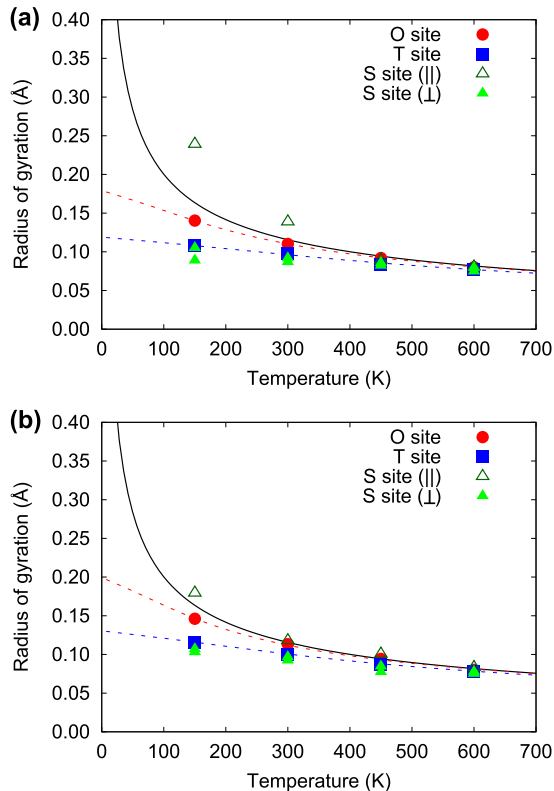 (a)
0.40
0.35
0.30
0.25
0.20
0.15
0.10
0.05
0.00
Radius of gyration (Å)
O site
T site
S site (||)
S site (⊥)
0 100 200 300 400 500 600 700
Temperature (K)
(b)
0.40
0.35
0.30
0.25
0.20
0.15
0.10
0.05
0.00
Radius of gyration (Å)
O site
T site
S site (||)
S site (⊥)
0 100 200 300 400 500 600 700
Temperature (K)